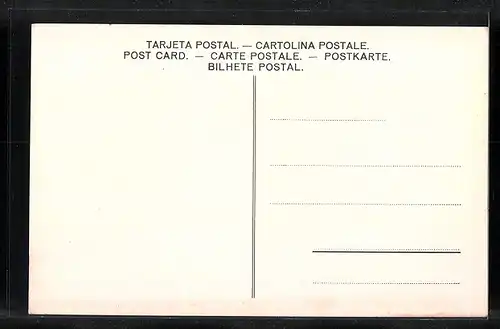 TARJETA POSTAL. — CARTOLINA POSTALE.
POST CARD. — CARTE POSTALE. — POSTKARTE.
BILHETE POSTAL.